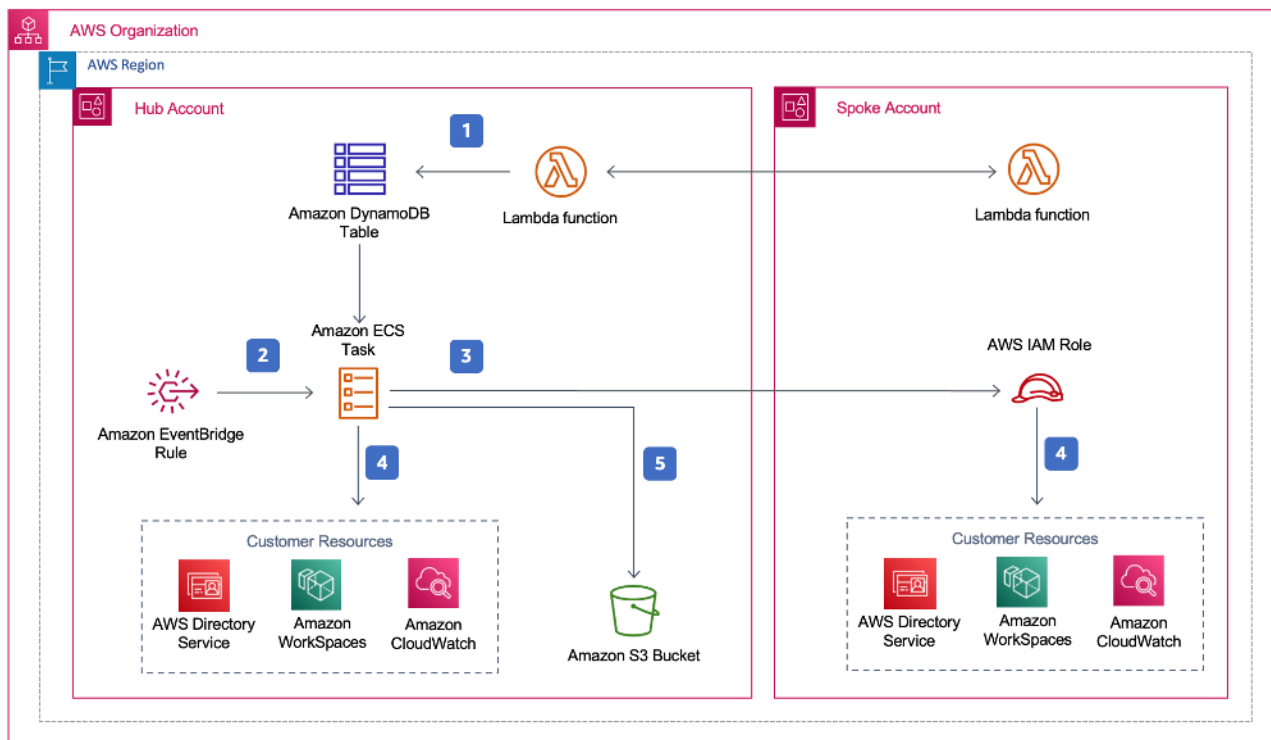 AWS Organization
AWS Region
Hub Account
Spoke Account
1
Amazon DynamoDB
Table
Lambda function
Lambda function
Amazon ECS
Task
2
3
AWS IAM Role
Amazon EventBridge
Rule
4
5
4
Customer Resources
AWS Directory
Service
Amazon
WorkSpaces
Amazon
CloudWatch
Amazon S3 Bucket
Customer Resources
AWS Directory
Service
Amazon
WorkSpaces
Amazon
CloudWatch